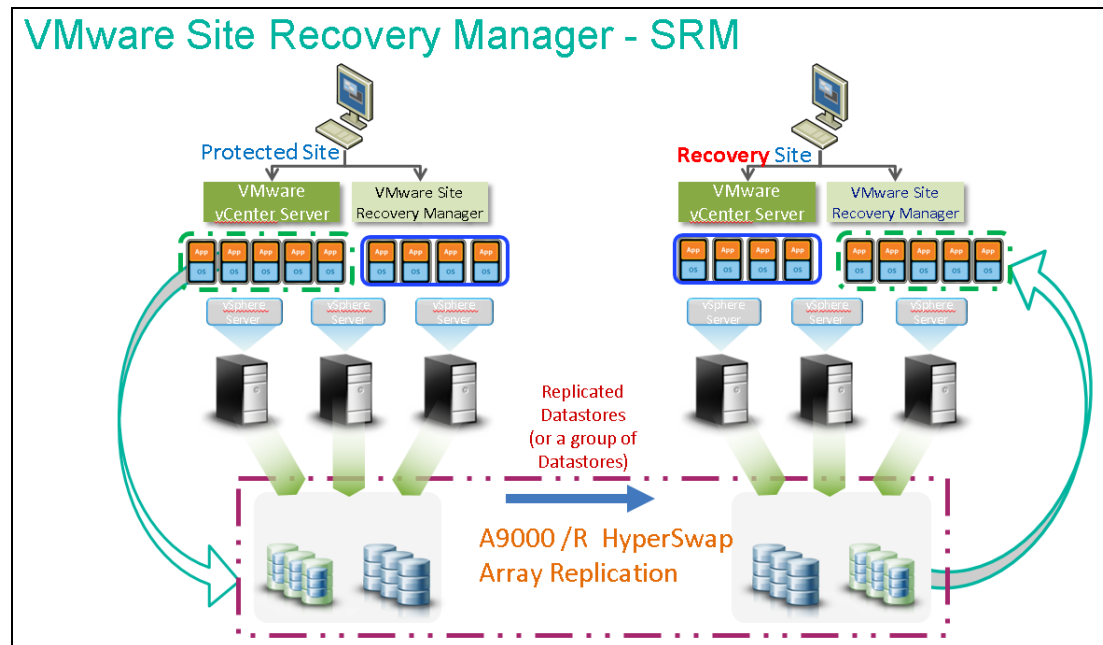 VMware Site Recovery Manager - SRM
Protected Site
Recovery Site
VMware
vCenter Server
VMware Site
Recovery Manager
VMware
vCenter Server
VMware Site
Recovery Manager
App App App App App
OS OS OS OS OS
App App App App
OS OS OS OS
App App App App
OS OS OS OS
App App App App App
OS OS OS OS OS
vSphere
Server
vSphere
Server
vSphere
Server
vSphere
Server
vSphere
Server
vSphere
Server
Replicated
Datastores
(or a group of
Datastores)
A9000 /R HyperSwap
Array Replication